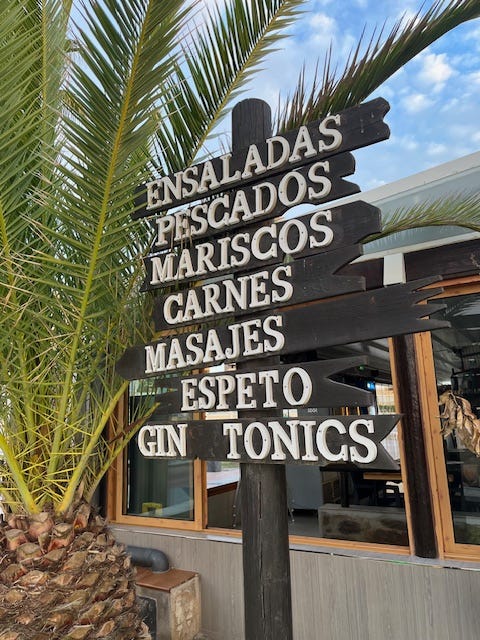 ENSALADAS
PESCADOS
MARISCOS
CARNES
MASAJES
ESPETO
GIN TONICS